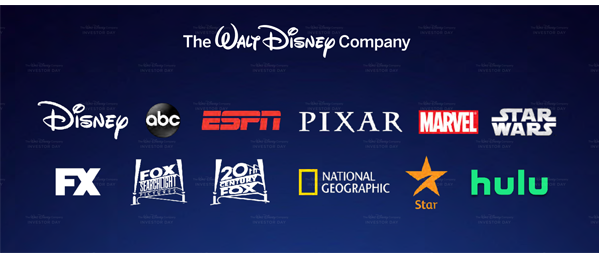 The WALT DISNEY Company
DISNEY
abc
ESPN
PIXAR
MARVEL
STAR
WARS
FX
FOX
SEARCHLIGHT
PICTURES
20th
CENTURY
FOX
NATIONAL
GEOGRAPHIC
Star
hulu